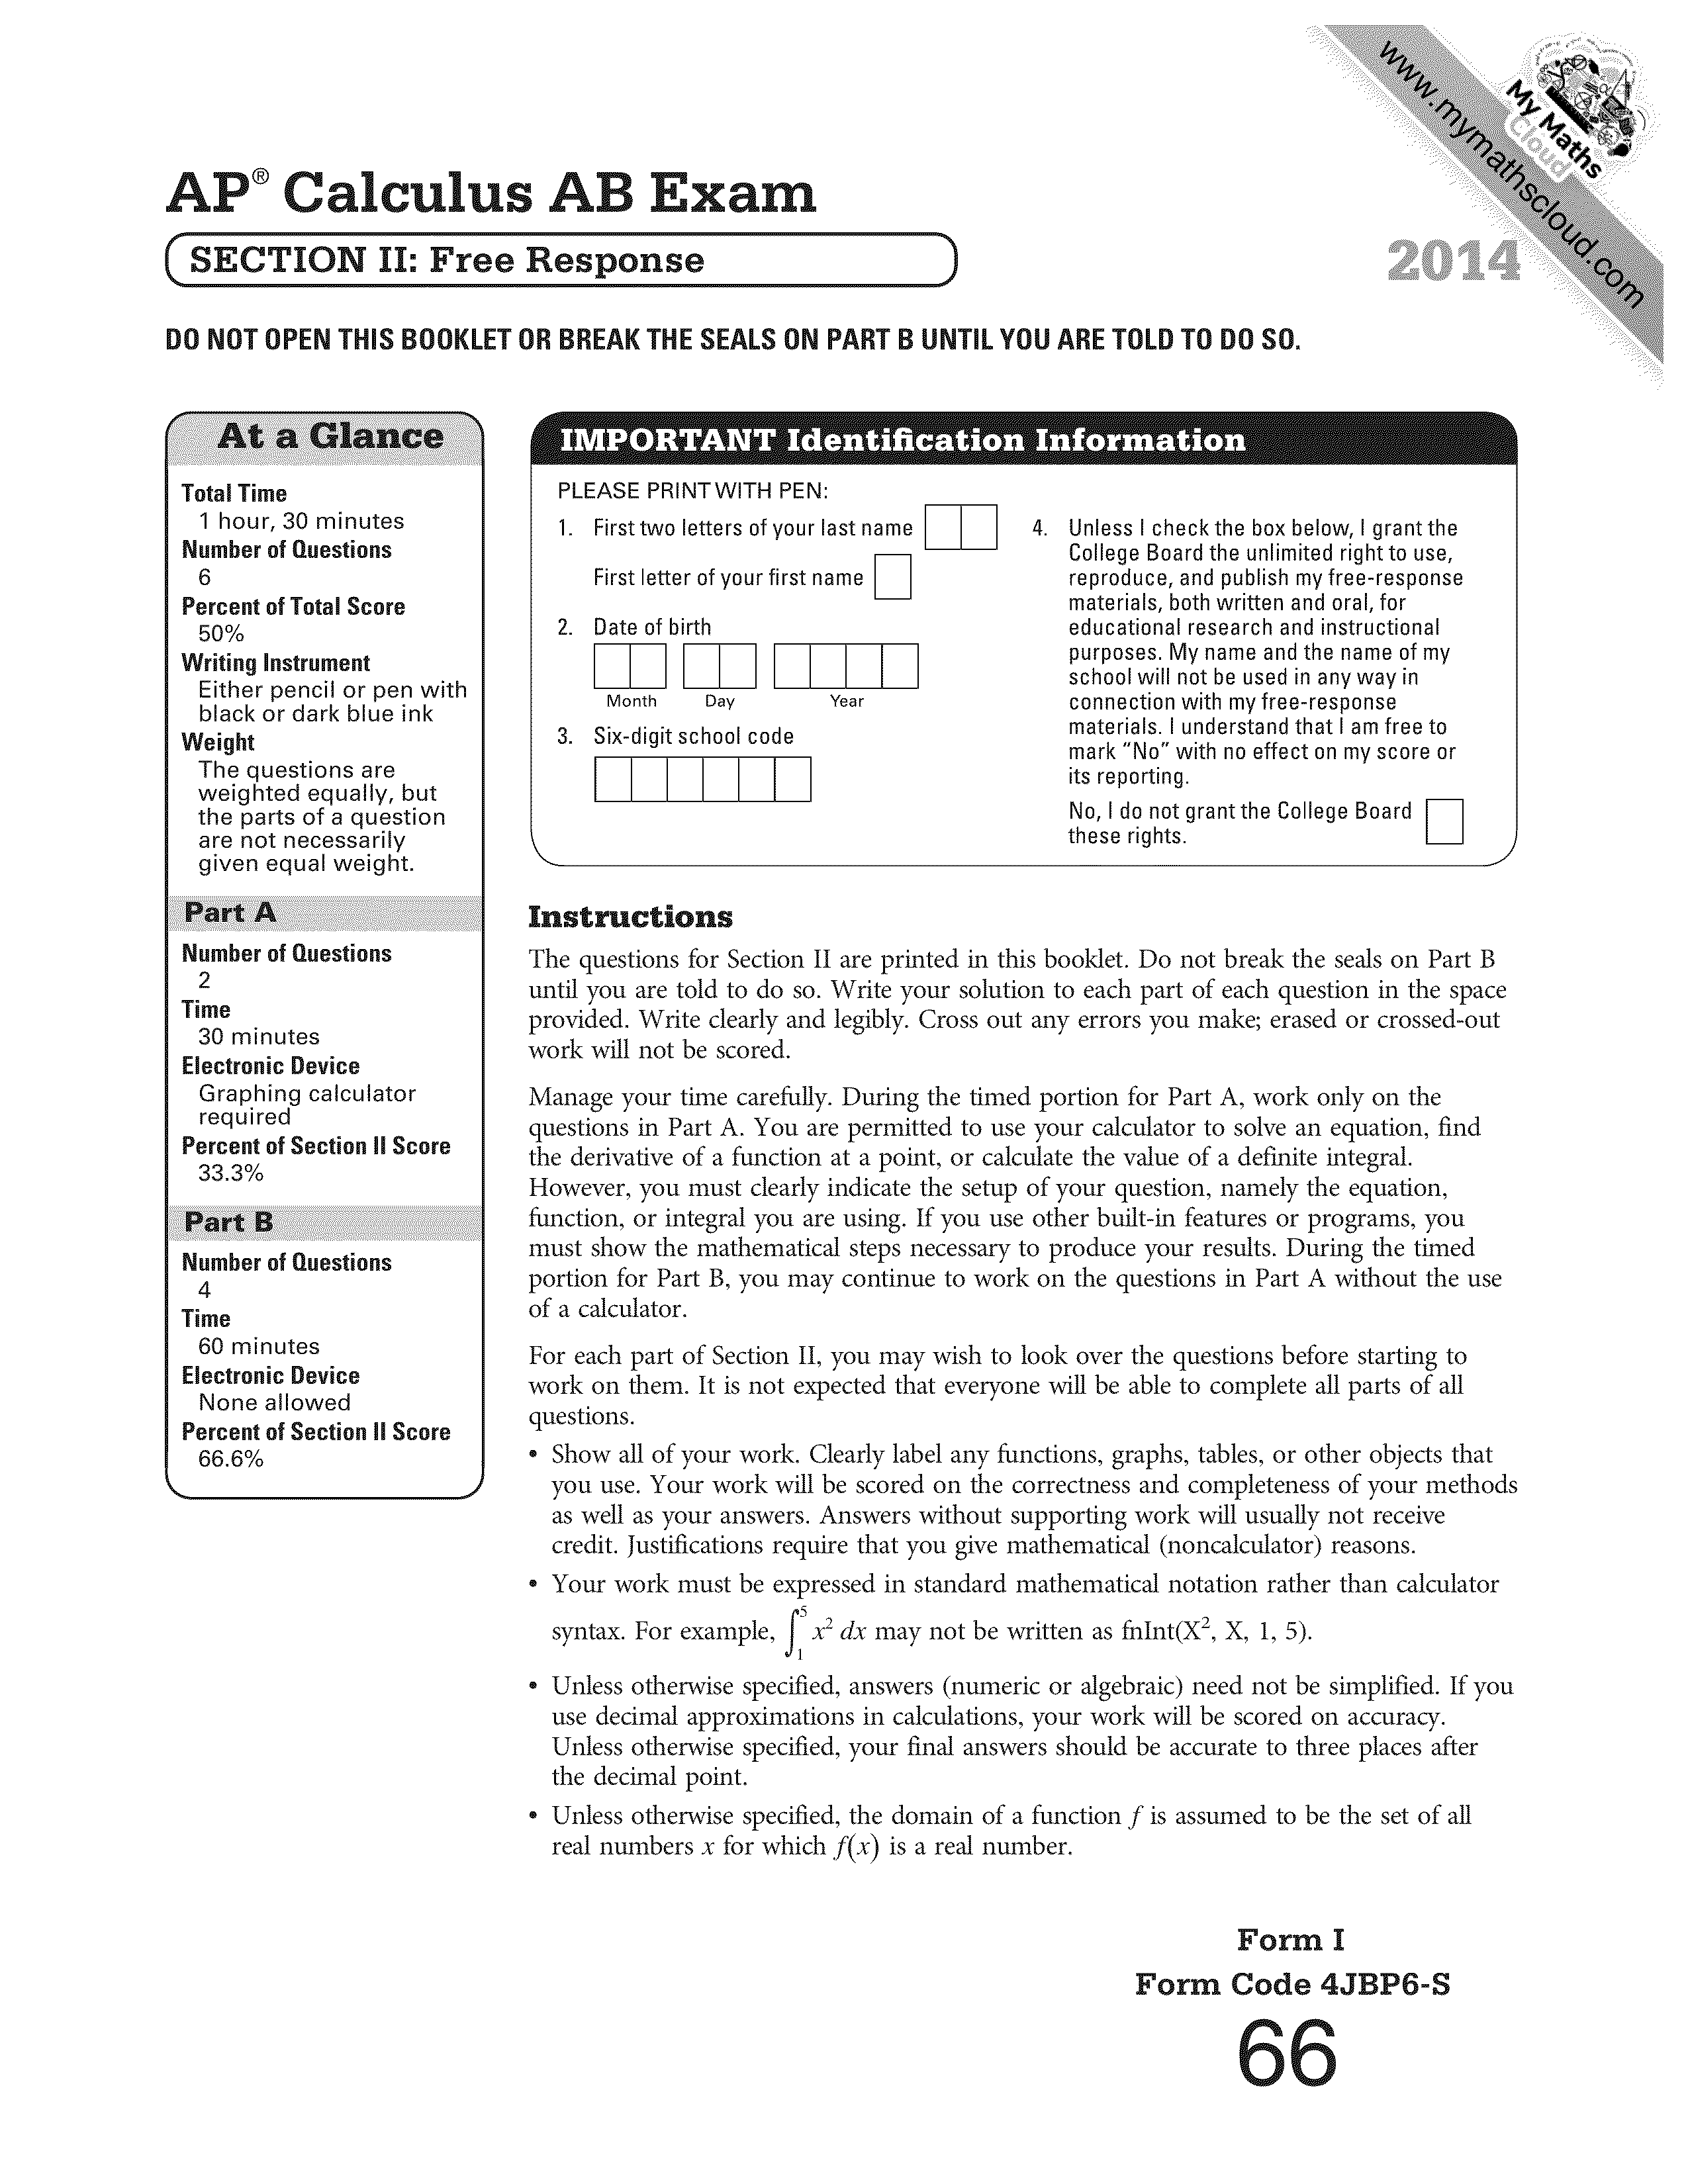 www.mymathscloud.com
My Maths
Cloud
AP® Calculus AB Exam
SECTION II: Free Response
2014
DO NOT OPEN THIS BOOKLET OR BREAK THE SEALS ON PART B UNTIL YOU ARE TOLD TO DO SO.
At a Glance
Total Time
1 hour, 30 minutes
Number of Questions
6
Percent of Total Score
50%
Writing Instrument
Either pencil or pen with
black or dark blue ink
Weight
The questions are
weighted equally, but
the parts of a question
are not necessarily
given equal weight.
Part A
Number of Questions
2
Time
30 minutes
Electronic Device
Graphing calculator
required
Percent of Section II Score
33.3%
Part B
Number of Questions
4
Time
60 minutes
Electronic Device
None allowed
Percent of Section II Score
66.6%
IMPORTANT Identification Information
PLEASE PRINT WITH PEN:
1. First two letters of your last name
First letter of your first name
2. Date of birth
Month Day Year
3. Six-digit school code
4. Unless I check the box below, I grant the
College Board the unlimited right to use,
reproduce, and publish my free-response
materials, both written and oral, for
educational research and instructional
purposes. My name and the name of my
school will not be used in any way in
connection with my free-response
materials. I understand that I am free to
mark "No" with no effect on my score or
its reporting.
No, I do not grant the College Board
these rights.
Instructions
The questions for Section II are printed in this booklet. Do not break the seals on Part B
until you are told to do so. Write your solution to each part of each question in the space
provided. Write clearly and legibly. Cross out any errors you make; erased or crossed-out
work will not be scored.
Manage your time carefully. During the timed portion for Part A, work only on the
questions in Part A. You are permitted to use your calculator to solve an equation, find
the derivative of a function at a point, or calculate the value of a definite integral.
However, you must clearly indicate the setup of your question, namely the equation,
function, or integral you are using. If you use other built-in features or programs, you
must show the mathematical steps necessary to produce your results. During the timed
portion for Part B, you may continue to work on the questions in Part A without the use
of a calculator.
For each part of Section II, you may wish to look over the questions before starting to
work on them. It is not expected that everyone will be able to complete all parts of all
questions.
• Show all of your work. Clearly label any functions, graphs, tables, or other objects that
you use. Your work will be scored on the correctness and completeness of your methods
as well as your answers. Answers without supporting work will usually not receive
credit. Justifications require that you give mathematical (noncalculator) reasons.
• Your work must be expressed in standard mathematical notation rather than calculator
syntax. For example, ∫₁⁵ x² dx may not be written as fnInt(X², X, 1, 5).
• Unless otherwise specified, answers (numeric or algebraic) need not be simplified. If you
use decimal approximations in calculations, your work will be scored on accuracy.
Unless otherwise specified, your final answers should be accurate to three places after
the decimal point.
• Unless otherwise specified, the domain of a function f is assumed to be the set of all
real numbers x for which f(x) is a real number.
Form I
Form Code 4JBP6-S
66